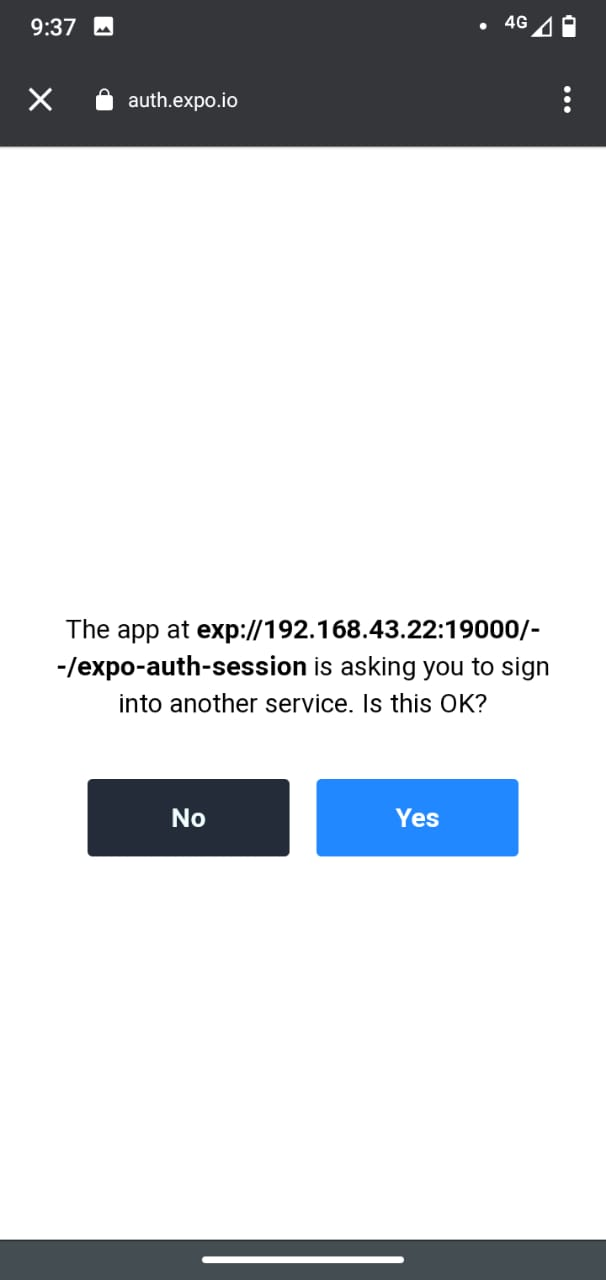 9:37
4G
auth.expo.io
The app at exp://192.168.43.22:19000/-
-/expo-auth-session is asking you to sign
into another service. Is this OK?
No
Yes